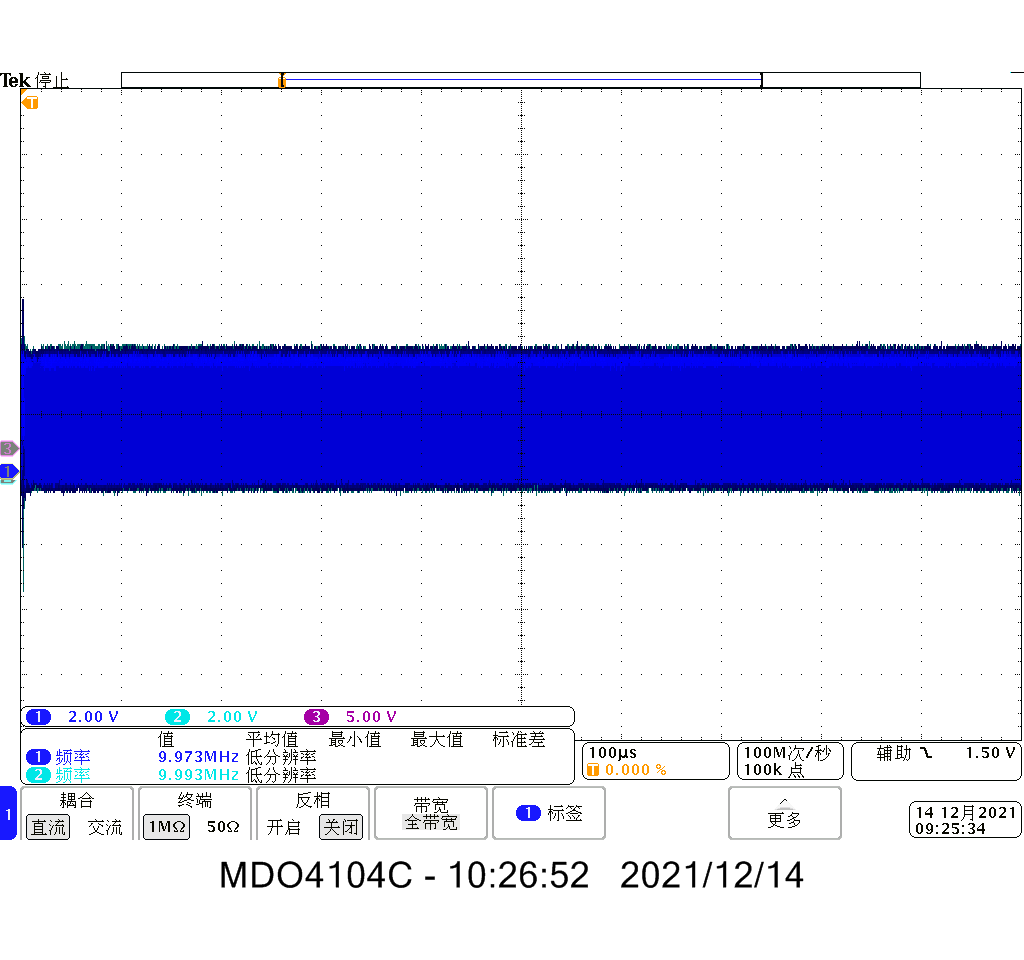 Tek 停止
T
3
1
1 2.00 V 2 2.00 V 3 5.00 V
值 平均值 最小值 最大值 标准差
1 频率 9.973MHz 低分辨率
2 频率 9.993MHz 低分辨率
100µs
T 0.000 %
100M次/秒
100k 点
辅助 1.50 V
1
耦合
直流 交流
终端
1MΩ 50Ω
反相
开启 关闭
带宽
全带宽
1 标签
更多
14 12月2021
09:25:34
MDO4104C - 10:26:52 2021/12/14